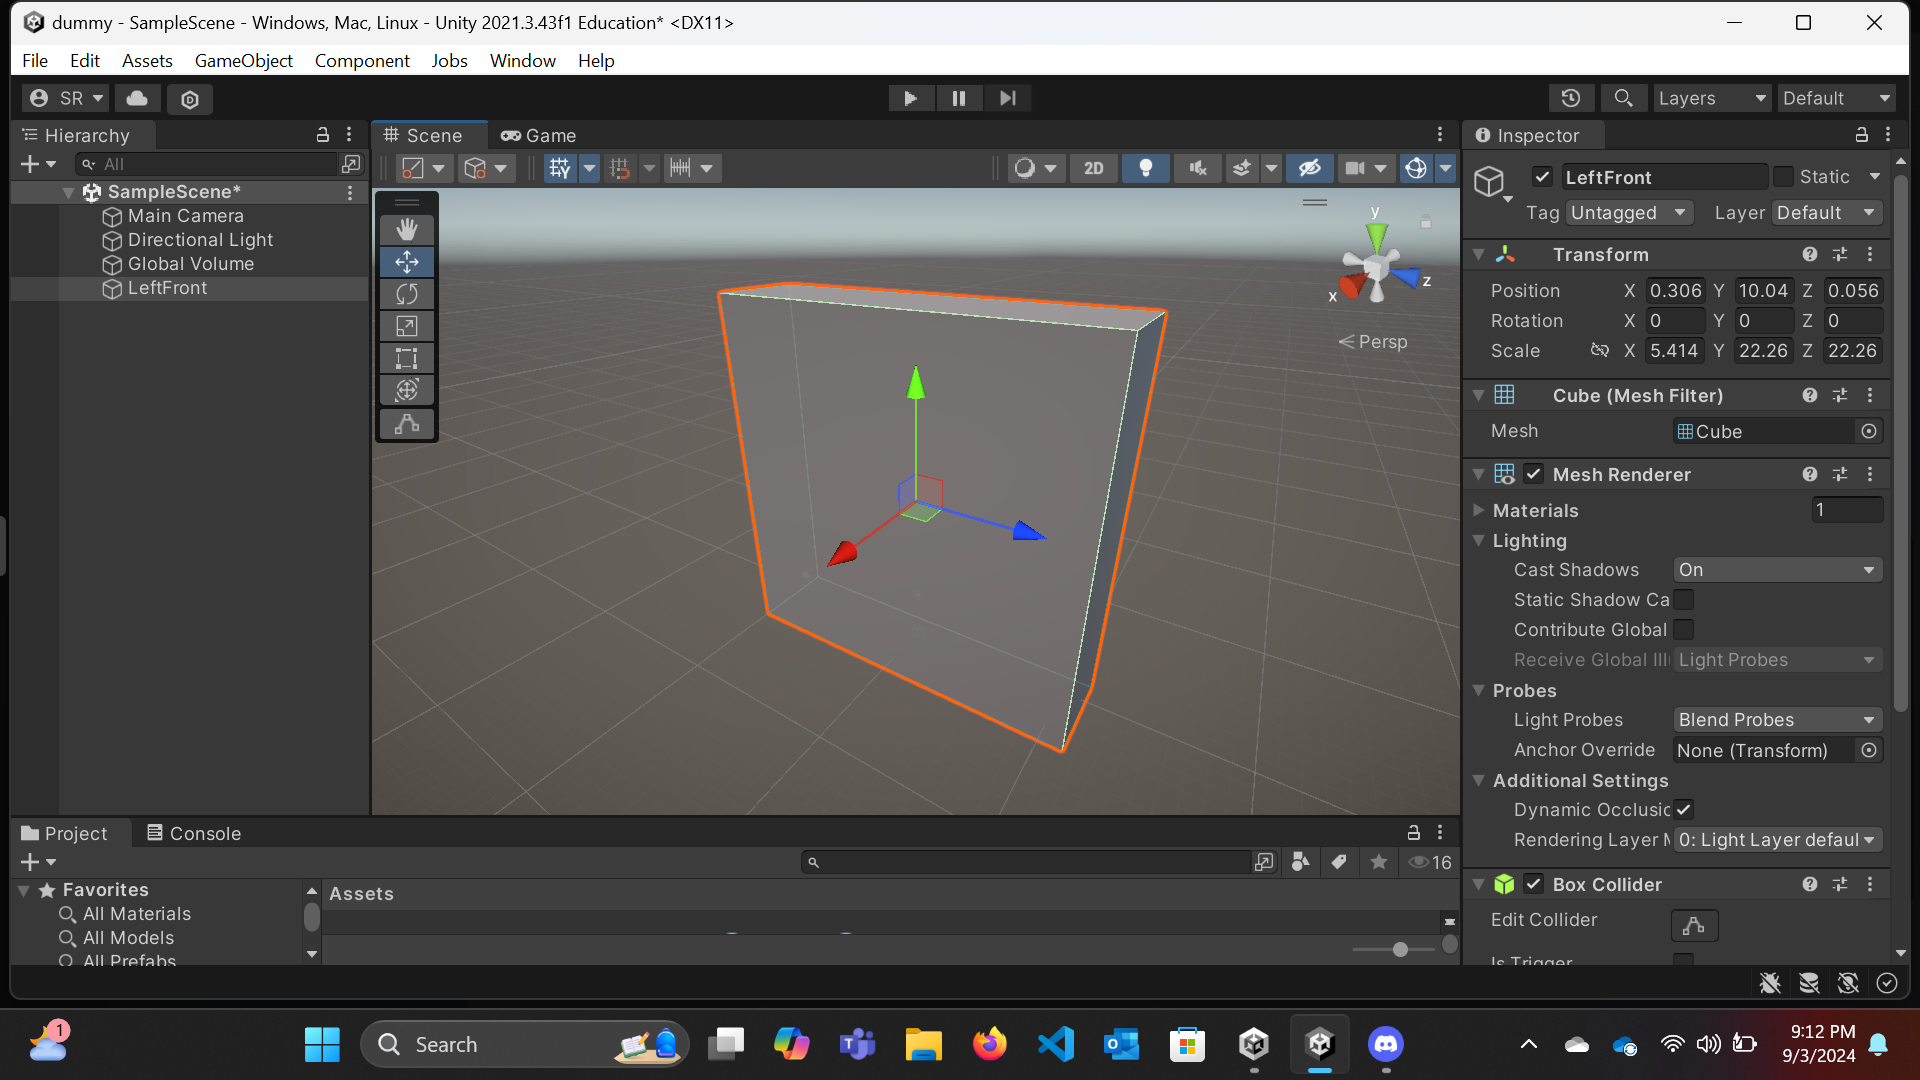 dummy - SampleScene - Windows, Mac, Linux - Unity 2021.3.43f1 Education* <DX11>
File Edit Assets GameObject Component Jobs Window Help
SR Layers Default
Hierarchy
All
SampleScene*
Main Camera
Directional Light
Global Volume
LeftFront
Scene Game
2D
y
x
z
Persp
Inspector
LeftFront Static
Tag Untagged Layer Default
Transform
Position X 0.306 Y 10.04 Z 0.056
Rotation X 0 Y 0 Z 0
Scale X 5.414 Y 22.26 Z 22.26
Cube (Mesh Filter)
Mesh Cube
Mesh Renderer
Materials 1
Lighting
Cast Shadows On
Static Shadow Ca
Contribute Global
Receive Global Ill Light Probes
Probes
Light Probes Blend Probes
Anchor Override None (Transform)
Additional Settings
Dynamic Occlusic
Rendering Layer M 0: Light Layer defaul
Box Collider
Edit Collider
Is Trigger
Project Console
16
Favorites
All Materials
All Models
All Prefabs
Assets
1
Search
9:12 PM
9/3/2024